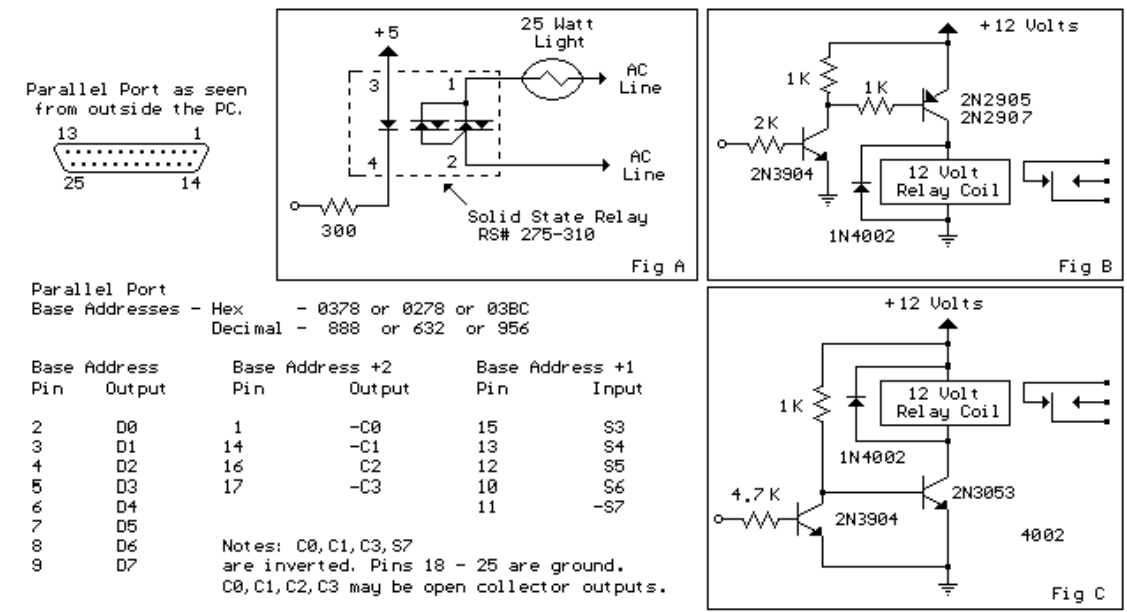 Parallel Port as seen
from outside the PC.
13 1
25 14
+5
25 Watt
Light
3
1
AC
Line
4
2
AC
Line
300
Solid State Relay
RS# 275-310
Fig A
+12 Volts
1K
1K
2N2905
2N2907
2K
2N3904
12 Volt
Relay Coil
1N4002
Fig B
Parallel Port
Base Addresses - Hex - 0378 or 0278 or 03BC
Decimal - 888 or 632 or 956
Base Address Base Address +2 Base Address +1
Pin Output Pin Output Pin Input
2 D0 1 -C0 15 S3
3 D1 14 -C1 13 S4
4 D2 16 C2 12 S5
5 D3 17 -C3 10 S6
6 D4 11 -S7
7 D5
8 D6
9 D7
Notes: C0,C1,C3,S7
are inverted. Pins 18 - 25 are ground.
C0,C1,C2,C3 may be open collector outputs.
+12 Volts
1K
12 Volt
Relay Coil
1N4002
4.7K
2N3904
2N3053
4002
Fig C